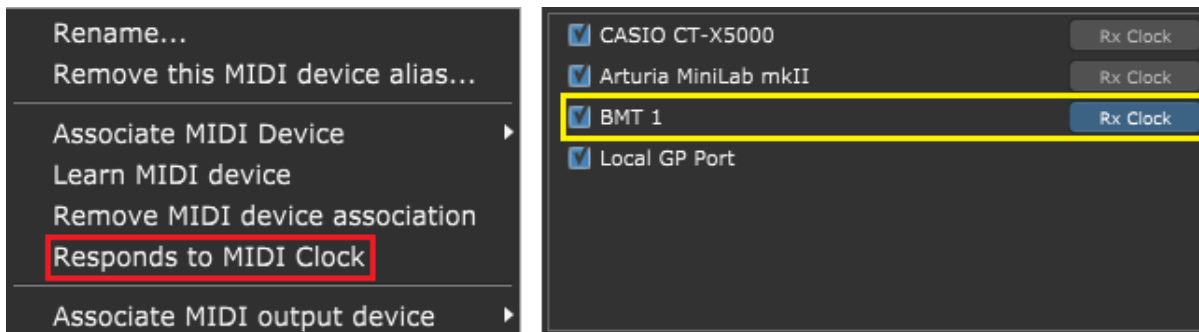 Rename...
Remove this MIDI device alias...
Associate MIDI Device
Learn MIDI device
Remove MIDI device association
Responds to MIDI Clock
Associate MIDI output device
CASIO CT-X5000 Rx Clock
Arturia MiniLab mkII Rx Clock
BMT 1 Rx Clock
Local GP Port